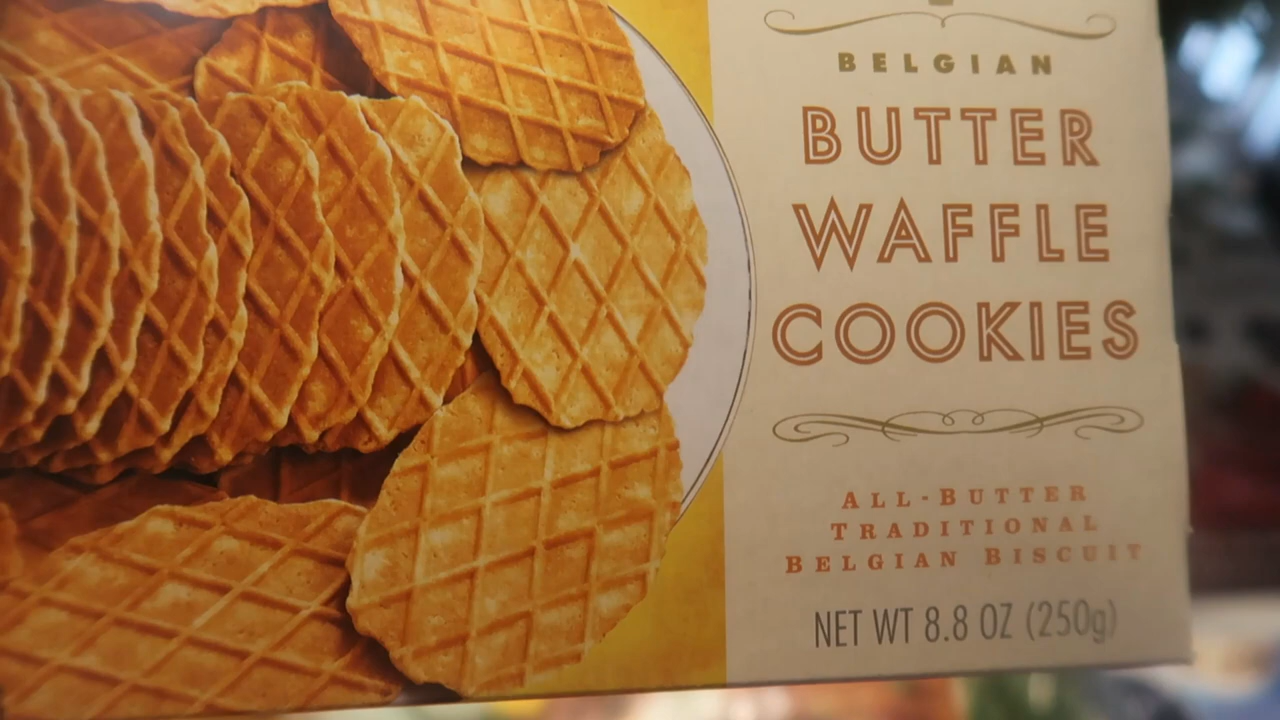 BELGIAN
BUTTER
WAFFLE
COOKIES
ALL-BUTTER
TRADITIONAL
BELGIAN BISCUIT
NET WT 8.8 OZ (250g)